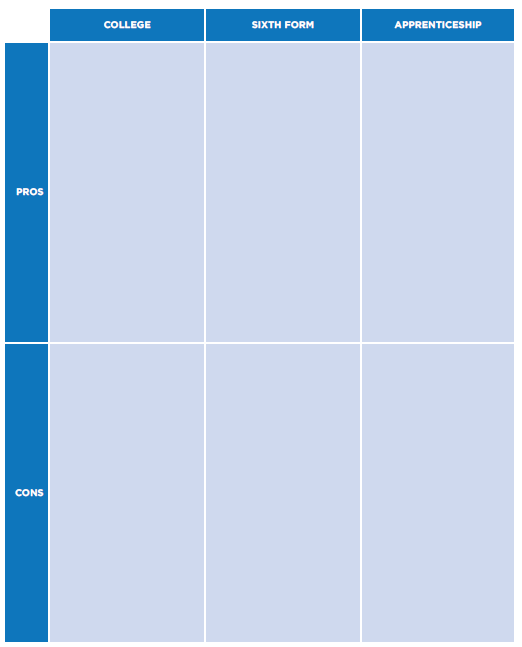 COLLEGE
SIXTH FORM
APPRENTICESHIP
PROS
CONS